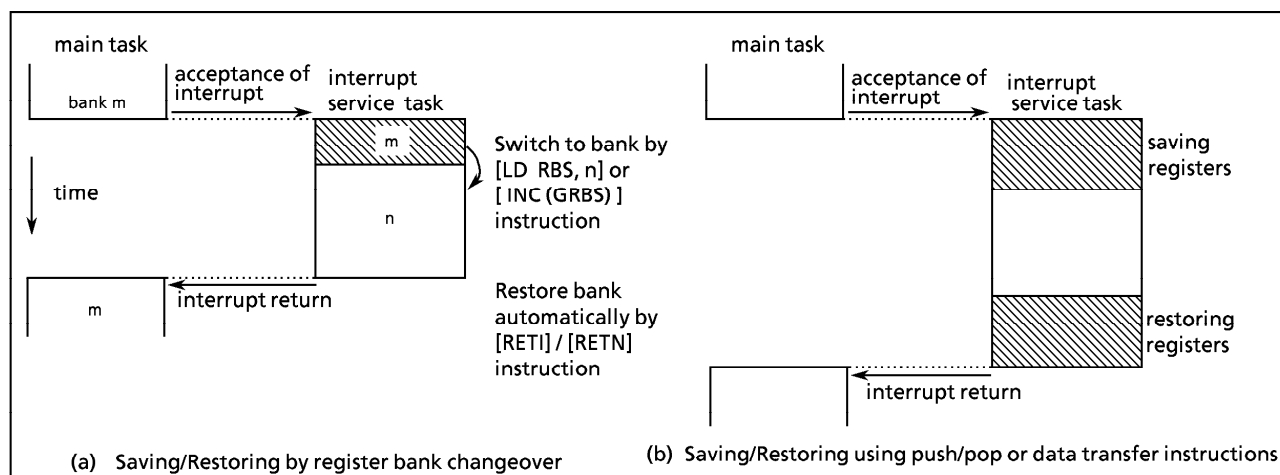 main task
bank m
acceptance of
interrupt
interrupt
service task
m
Switch to bank by
[LD RBS, n] or
[ INC (GRBS) ]
instruction
time
n
interrupt return
m
Restore bank
automatically by
[RETI] / [RETN]
instruction
(a) Saving/Restoring by register bank changeover
main task
acceptance of
interrupt
interrupt
service task
saving
registers
restoring
registers
interrupt return
(b) Saving/Restoring using push/pop or data transfer instructions